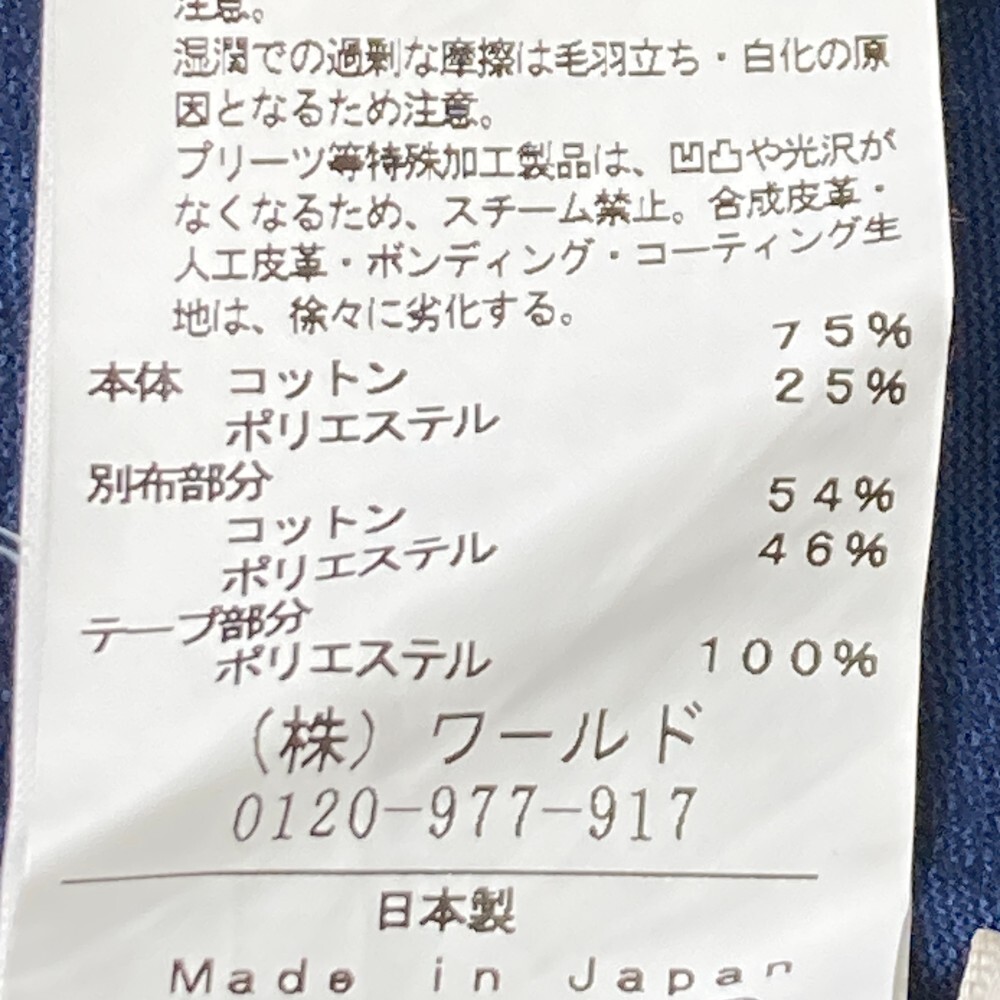 注意。
湿潤での過剰な摩擦は毛羽立ち・白化の原
因となるため注意。
プリーツ等特殊加工製品は、凹凸や光沢が
なくなるため、スチーム禁止。合成皮革・
人工皮革・ボンディング・コーティング生
地は、徐々に劣化する。
本体 コットン 75%
ポリエステル 25%
別布部分
コットン 54%
ポリエステル 46%
テープ部分
ポリエステル 100%
(株) ワールド
0120-977-917
日本製
Made in Japan